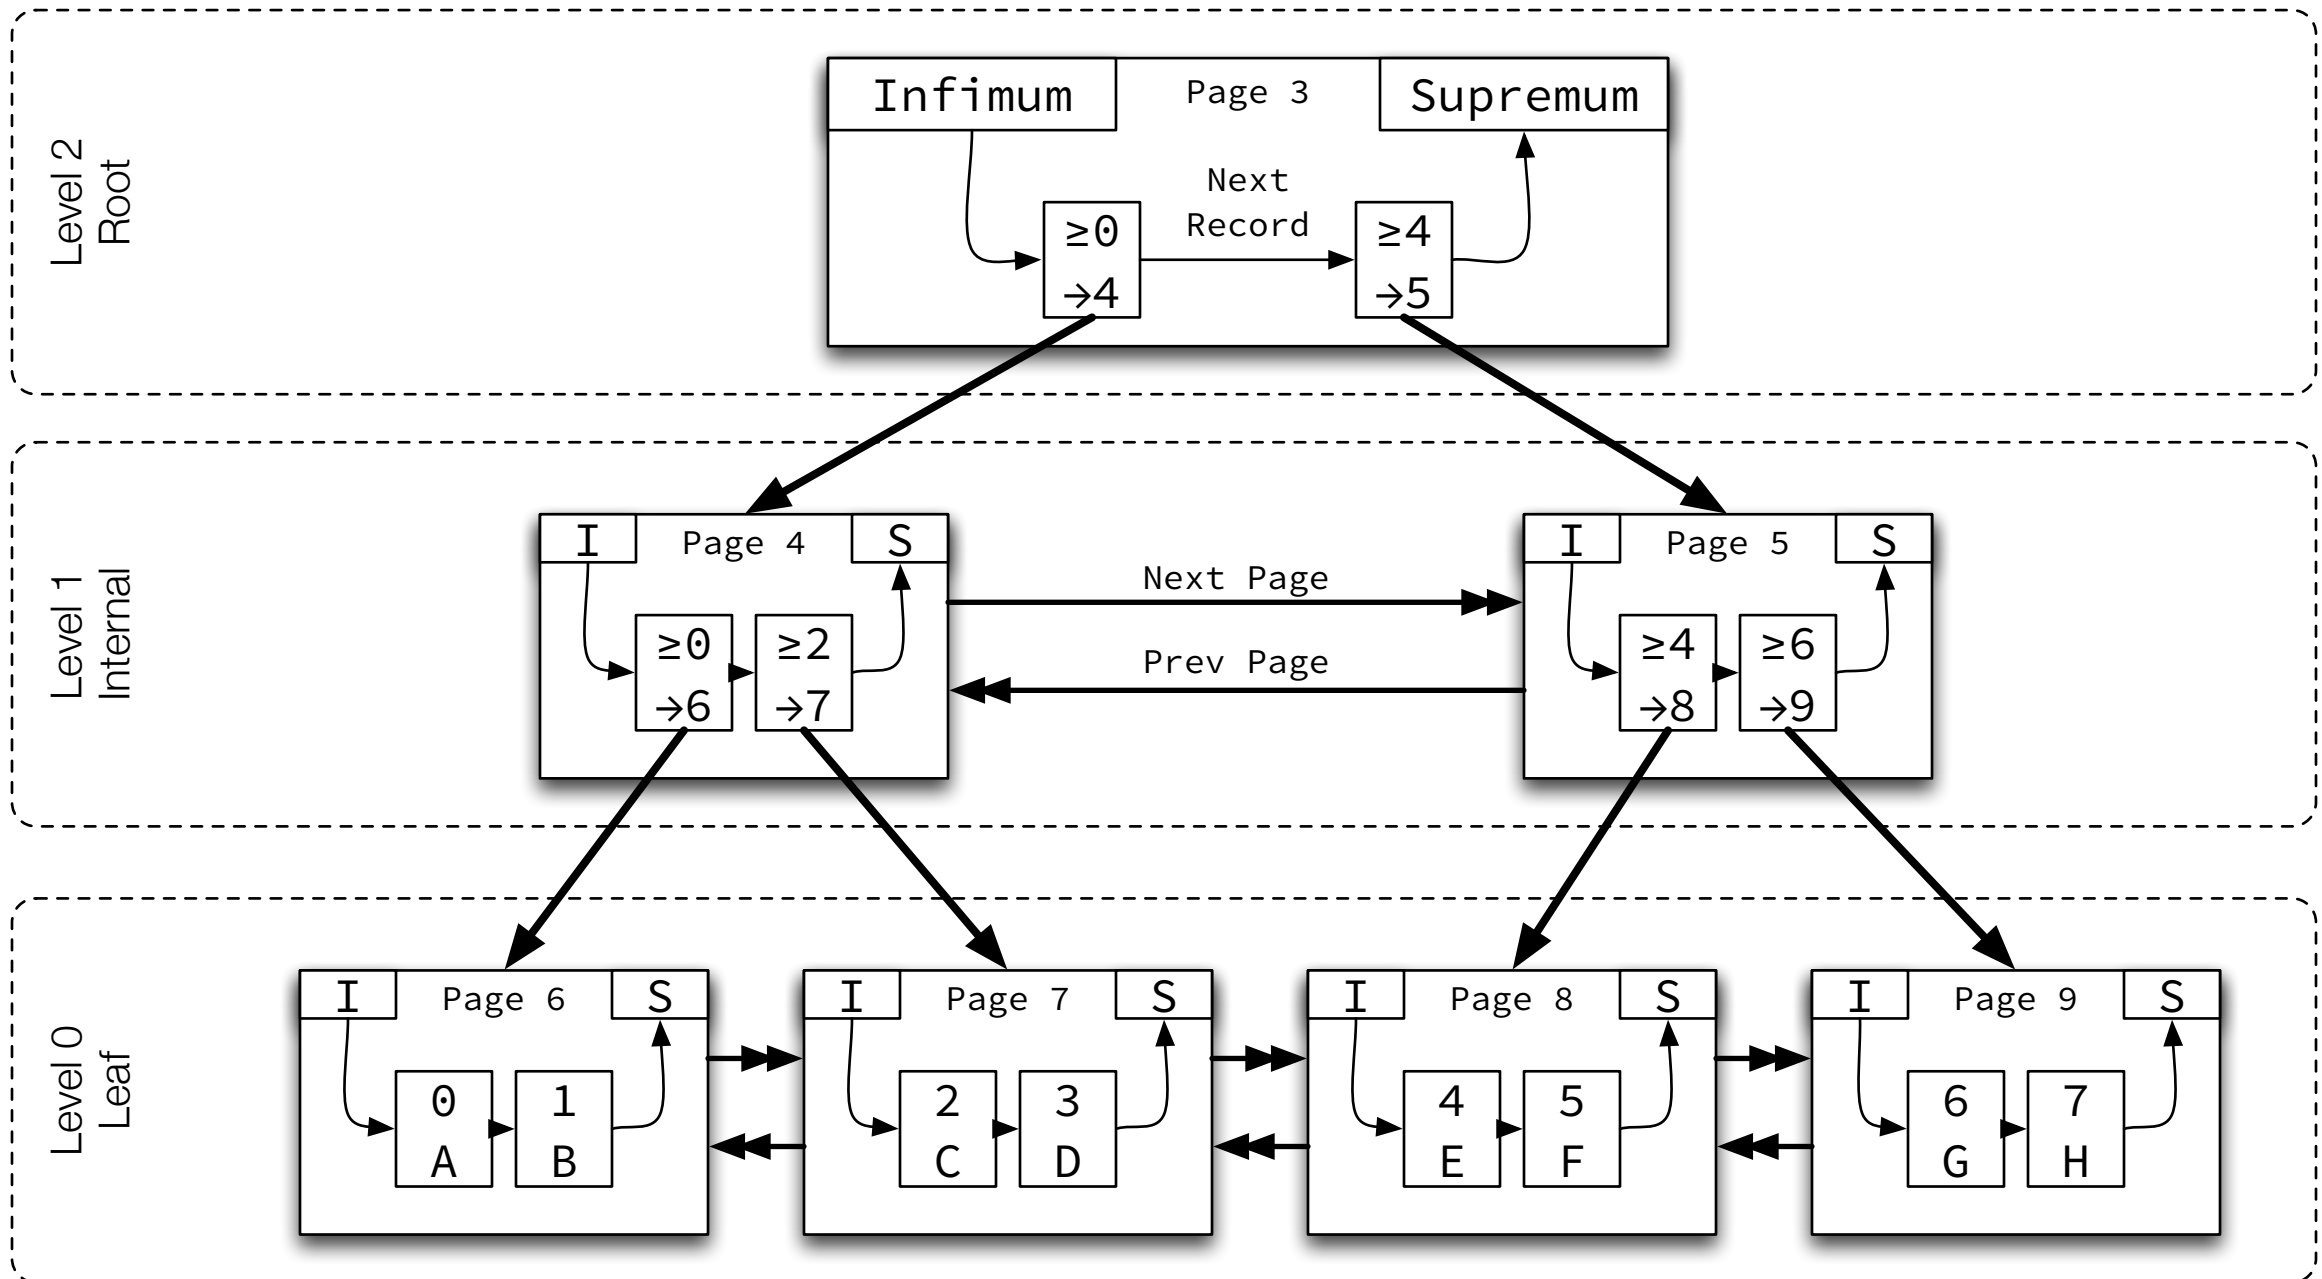 Level 2
Root
Infimum
Page 3
Supremum
Next
Record
≥0
→4
≥4
→5
Level 1
Internal
I
Page 4
S
≥0
→6
≥2
→7
Next Page
Prev Page
I
Page 5
S
≥4
→8
≥6
→9
Level 0
Leaf
I
Page 6
S
0
A
1
B
I
Page 7
S
2
C
3
D
I
Page 8
S
4
E
5
F
I
Page 9
S
6
G
7
H